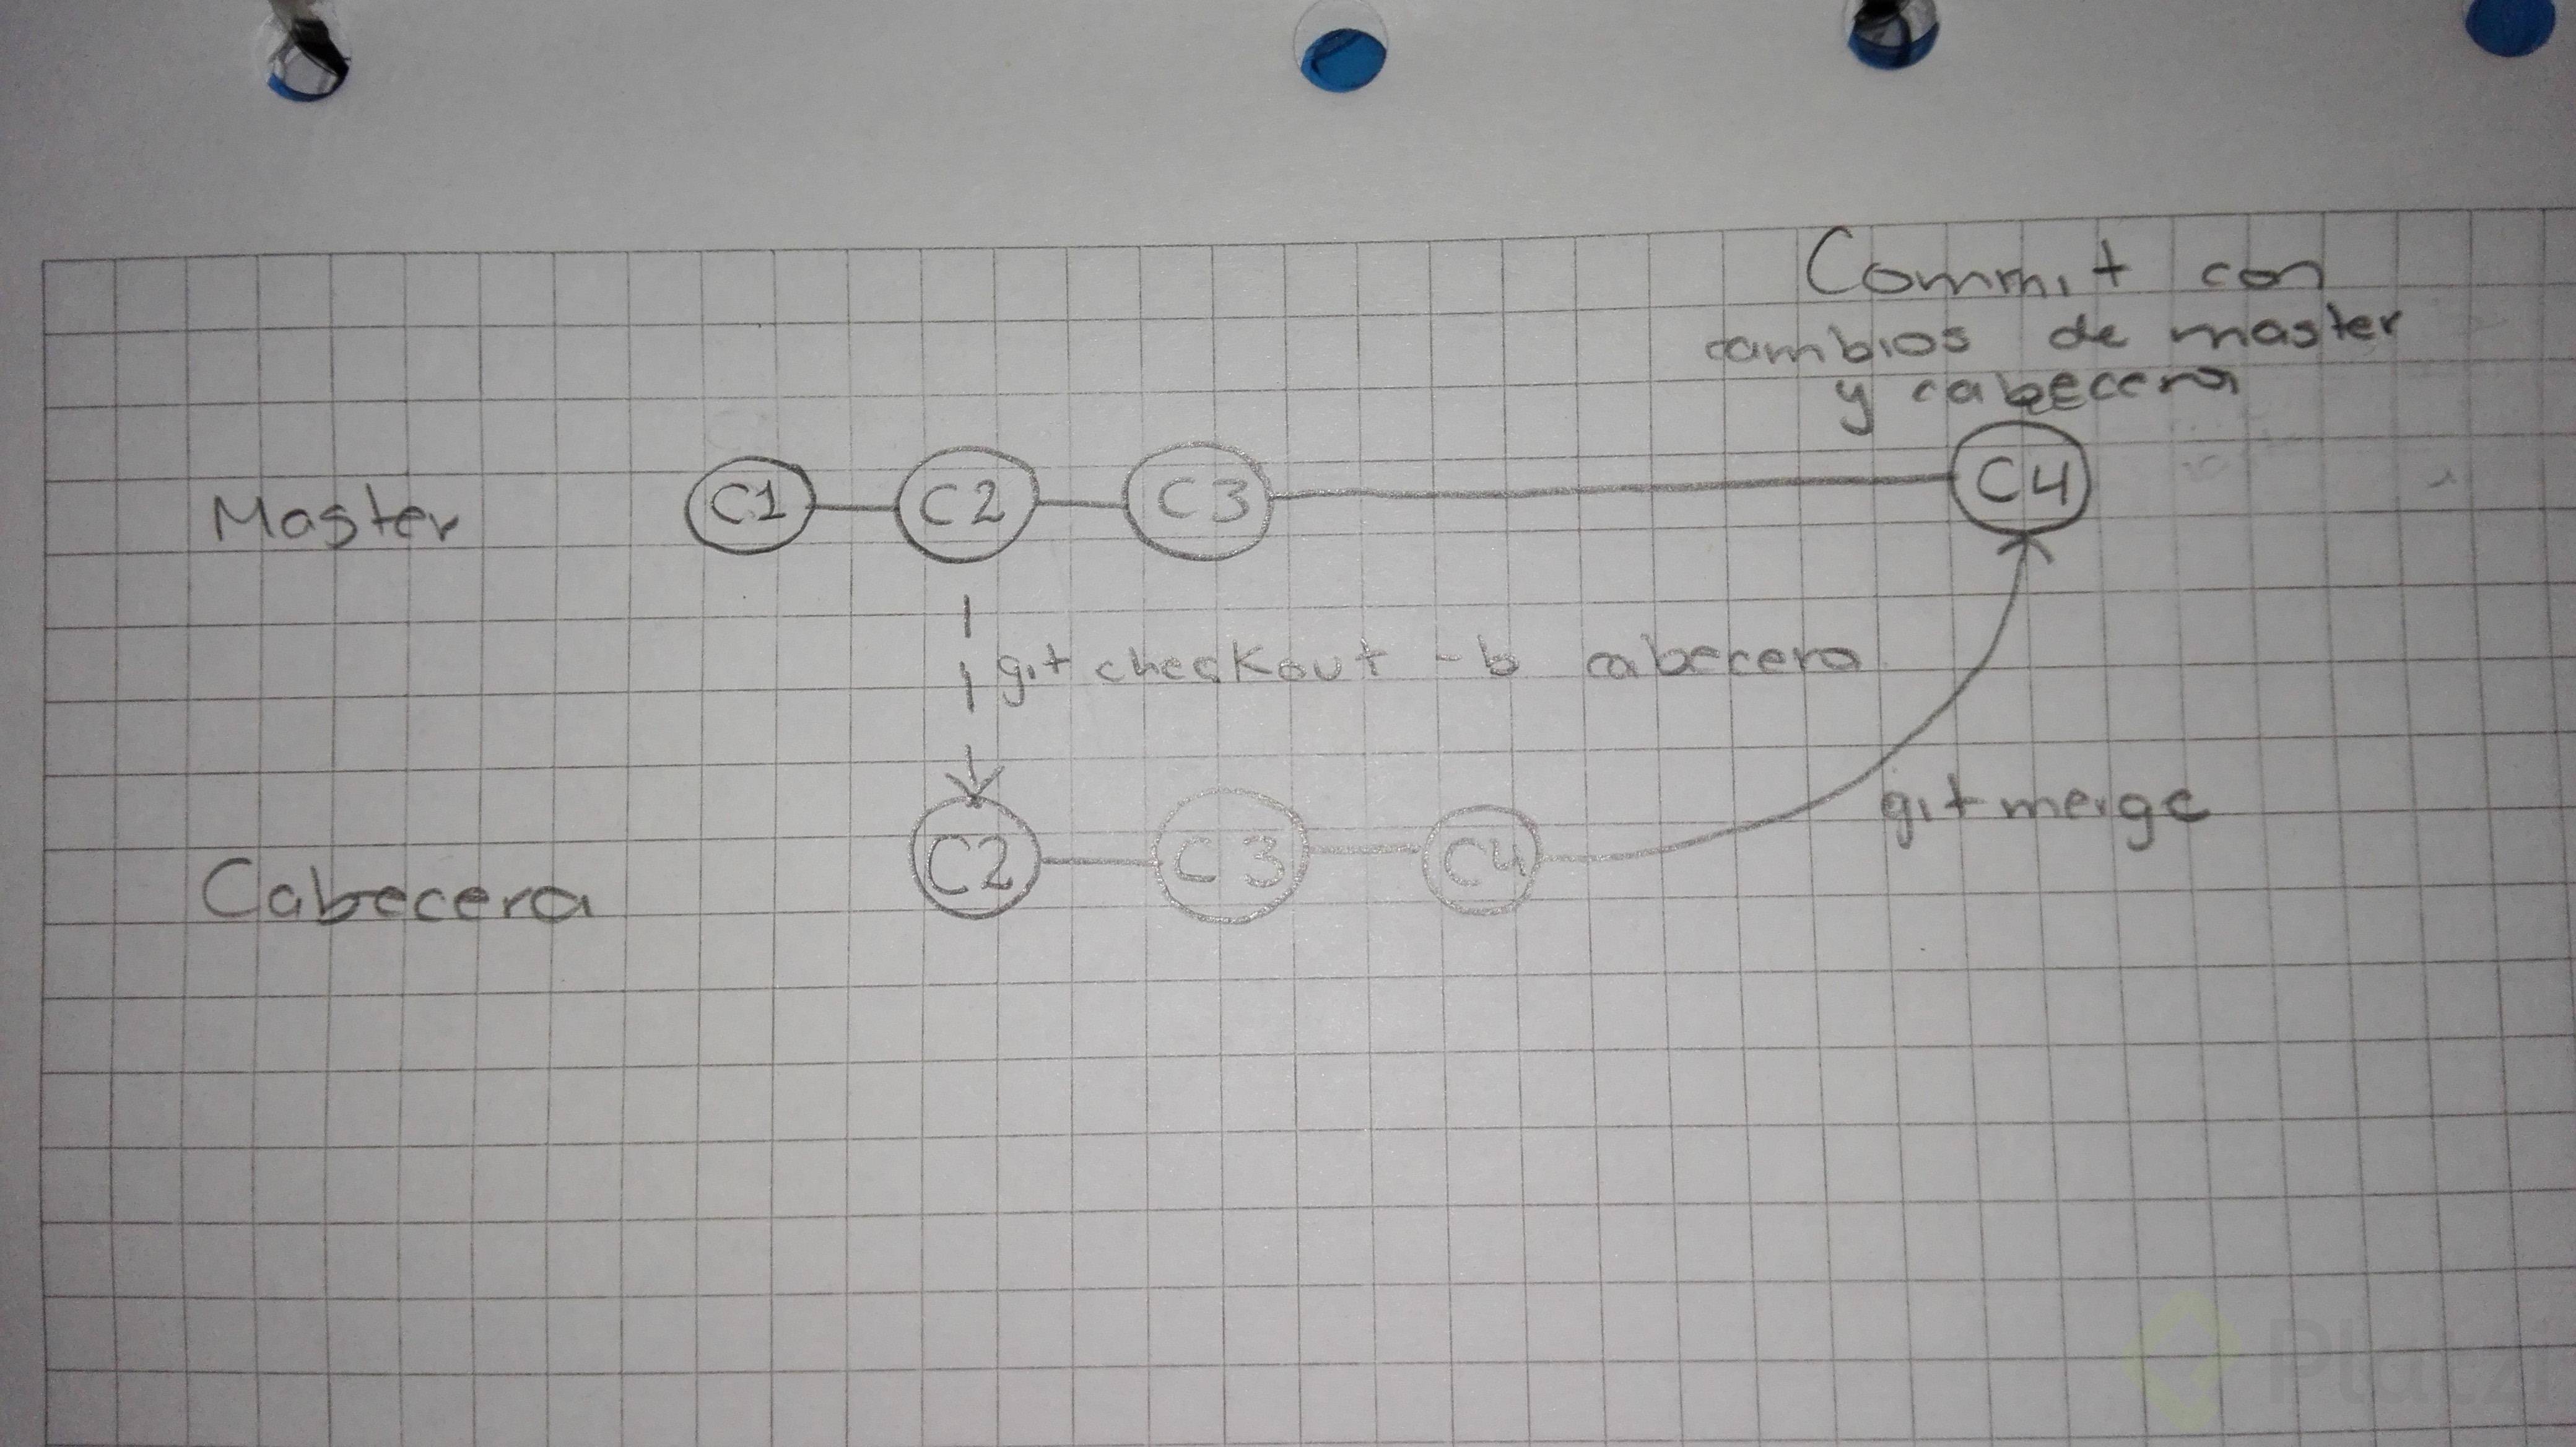 Commit con
cambios de master
y cabecera
Master
C1
C2
C3
C4
git checkout -b cabecera
Cabecera
C2
C3
C4
git merge
Platzi